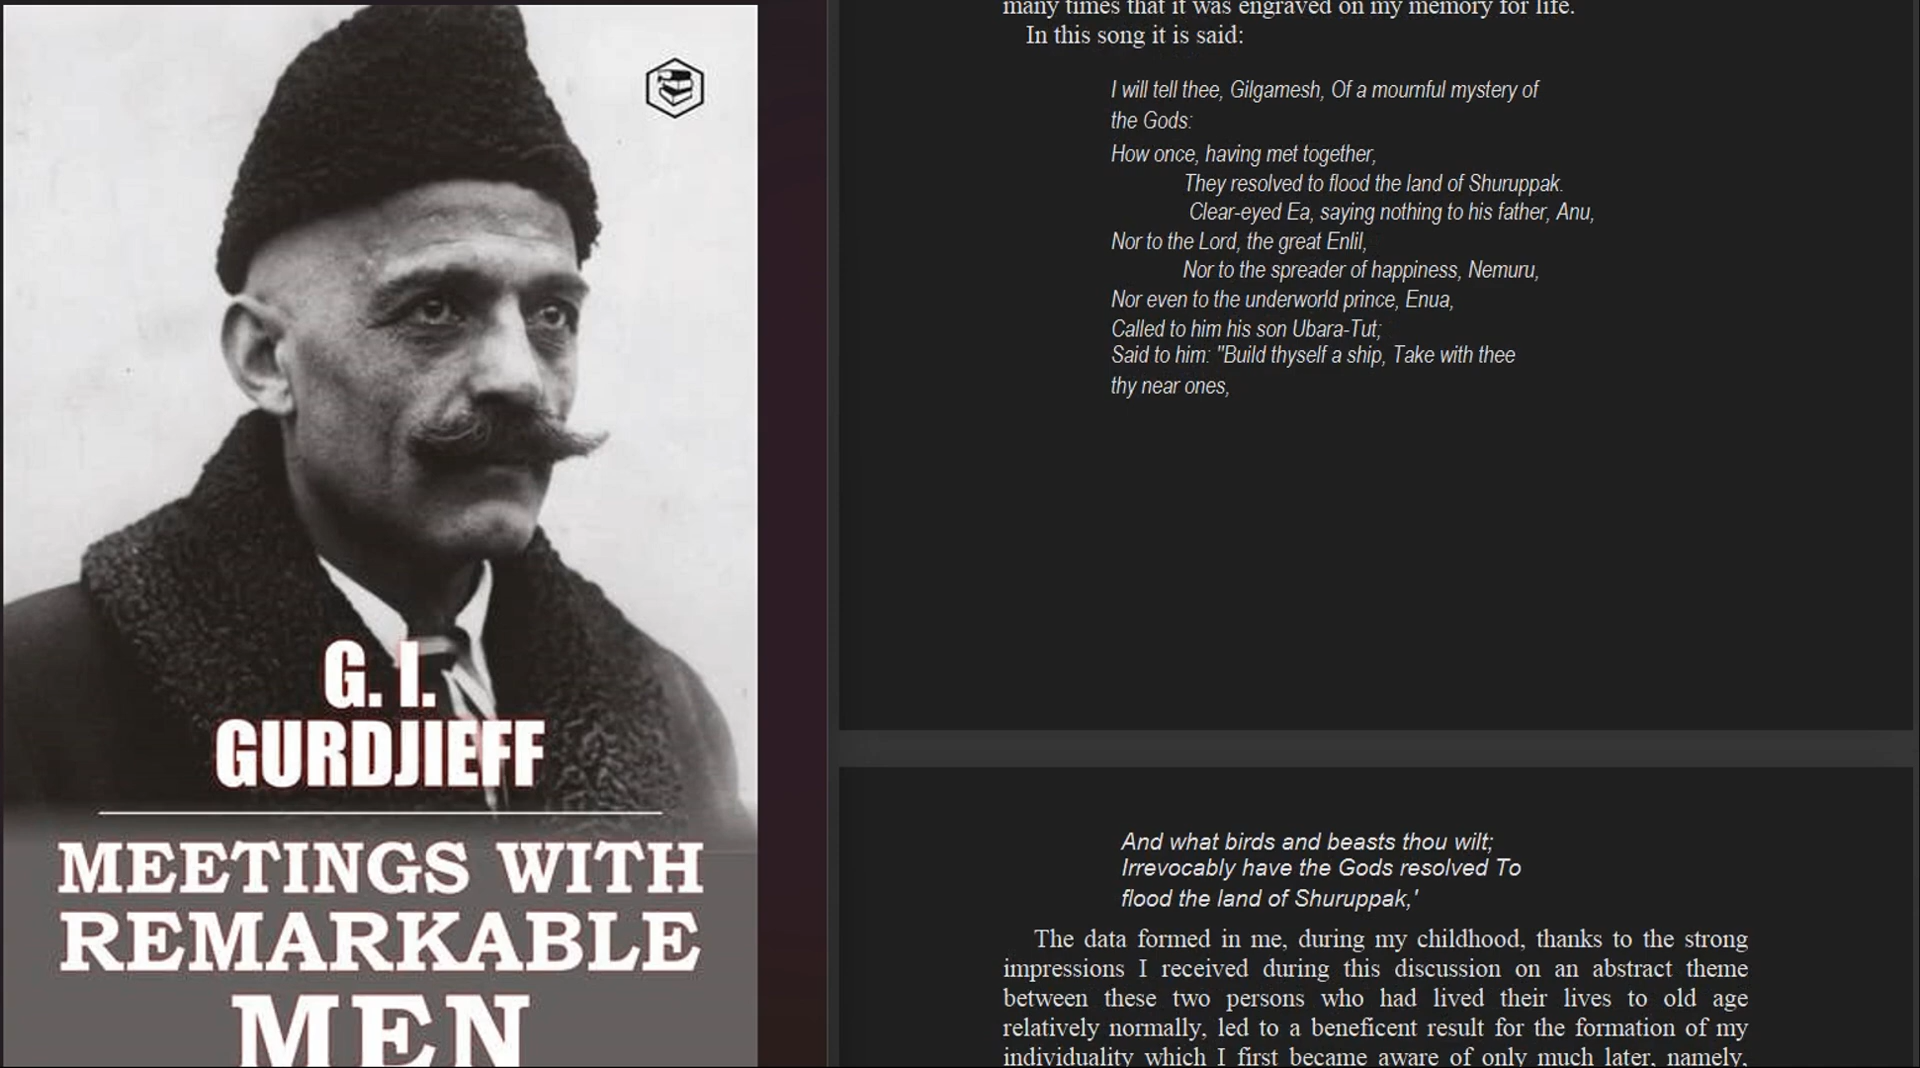 G. I.
GURDJIEFF
MEETINGS WITH
REMARKABLE
MEN
many times that it was engraved on my memory for life.
In this song it is said:
I will tell thee, Gilgamesh, Of a mournful mystery of
the Gods:
How once, having met together,
They resolved to flood the land of Shuruppak.
Clear-eyed Ea, saying nothing to his father, Anu,
Nor to the Lord, the great Enlil,
Nor to the spreader of happiness, Nemuru,
Nor even to the underworld prince, Enua,
Called to him his son Ubara-Tut;
Said to him: "Build thyself a ship, Take with thee
thy near ones,
And what birds and beasts thou wilt;
Irrevocably have the Gods resolved To
flood the land of Shuruppak,'
The data formed in me, during my childhood, thanks to the strong
impressions I received during this discussion on an abstract theme
between these two persons who had lived their lives to old age
relatively normally, led to a beneficent result for the formation of my
individuality which I first became aware of only much later, namely,